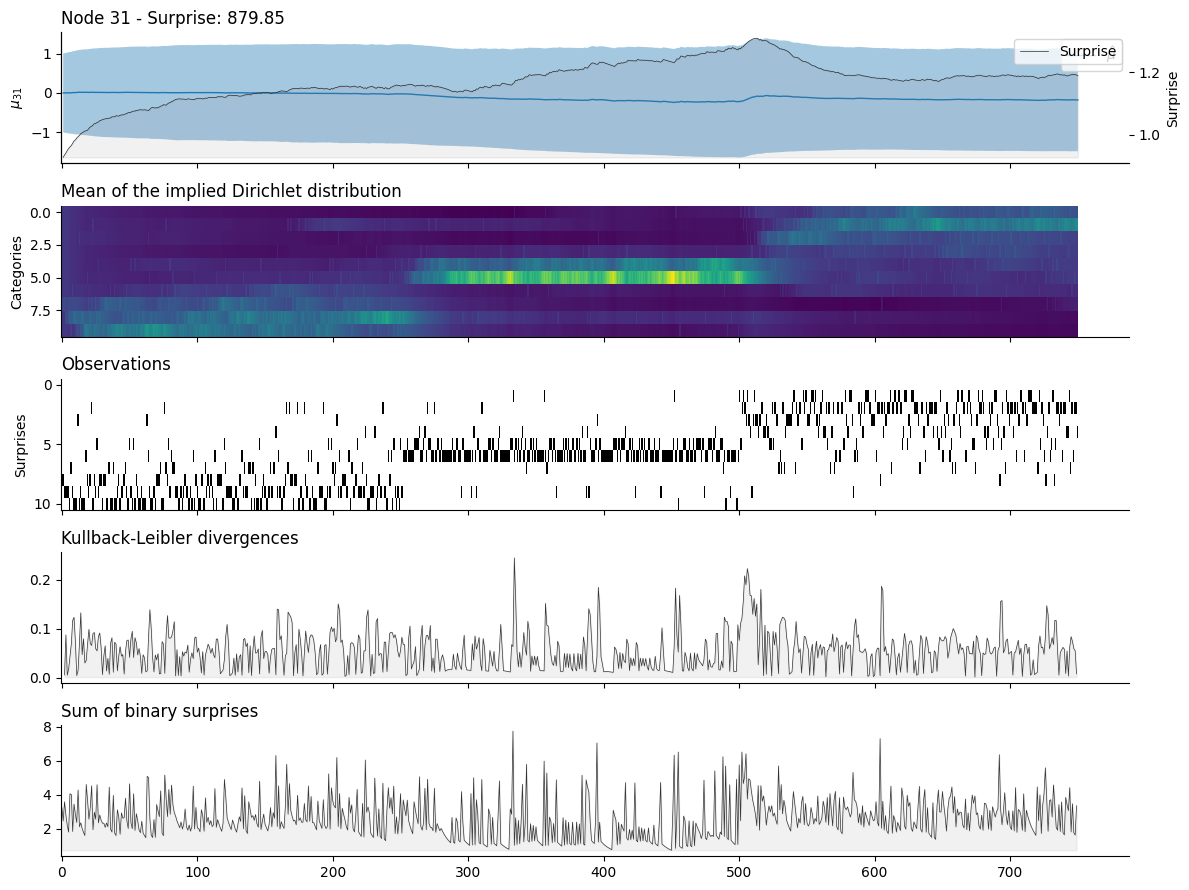 Node 31 - Surprise: 879.85
1
0
−1
μ31
Surprise
μ
1.2
1.0
Surprise
Mean of the implied Dirichlet distribution
0.0
2.5
5.0
7.5
Categories
Observations
0
5
10
Surprises
Kullback-Leibler divergences
0.2
0.1
0.0
Sum of binary surprises
8
6
4
2
0 100 200 300 400 500 600 700